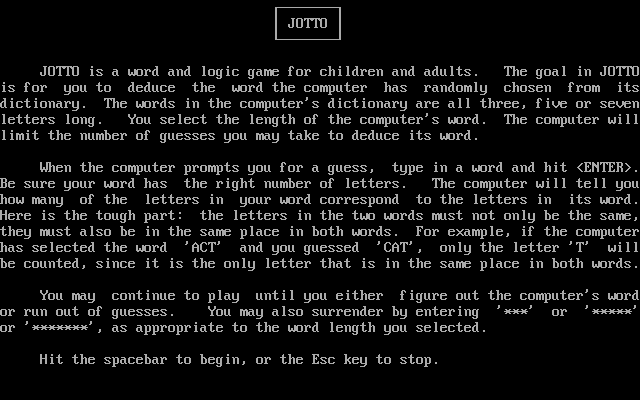 JOTTO
JOTTO is a word and logic game for children and adults.   The goal in JOTTO
is for  you to  deduce  the  word the computer  has  randomly  chosen  from  its
dictionary.  The words in the computer's dictionary are all three, five or seven
letters long.   You select the length of the computer's word.  The computer will
limit the number of guesses you may take to deduce its word.
When the computer prompts you for a guess,  type in a word and hit <ENTER>.
Be sure your word has  the right number of letters.   The computer will tell you
how many  of  the  letters in  your word correspond  to the letters in  its word.
Here is the tough part:  the letters in the two words must not only be the same,
they must also be in the same place in both words.  For example, if the computer
has selected the word  'ACT'  and you guessed  'CAT',  only the letter 'T'  will
be counted, since it is the only letter that is in the same place in both words.
You may  continue to play  until you either  figure out the computer's word
or run out of guesses.   You may also surrender by entering  '***'  or  '*****'
or '*******', as appropriate to the word length you selected.
Hit the spacebar to begin, or the Esc key to stop.